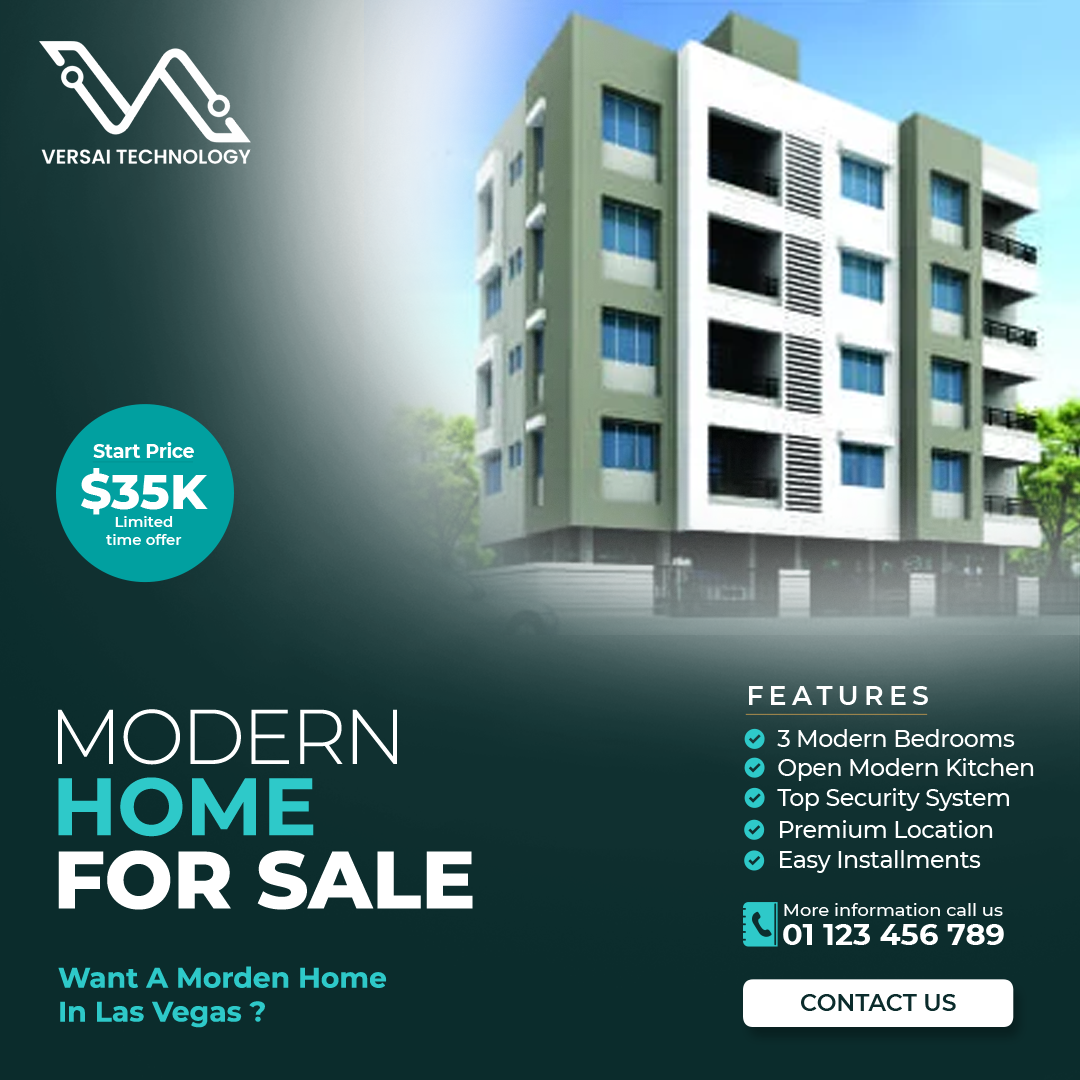 VERSAI TECHNOLOGY
Start Price
$35K
Limited
time offer
MODERN
HOME
FOR SALE
Want A Morden Home
In Las Vegas ?
FEATURES
3 Modern Bedrooms
Open Modern Kitchen
Top Security System
Premium Location
Easy Installments
More information call us
01 123 456 789
CONTACT US